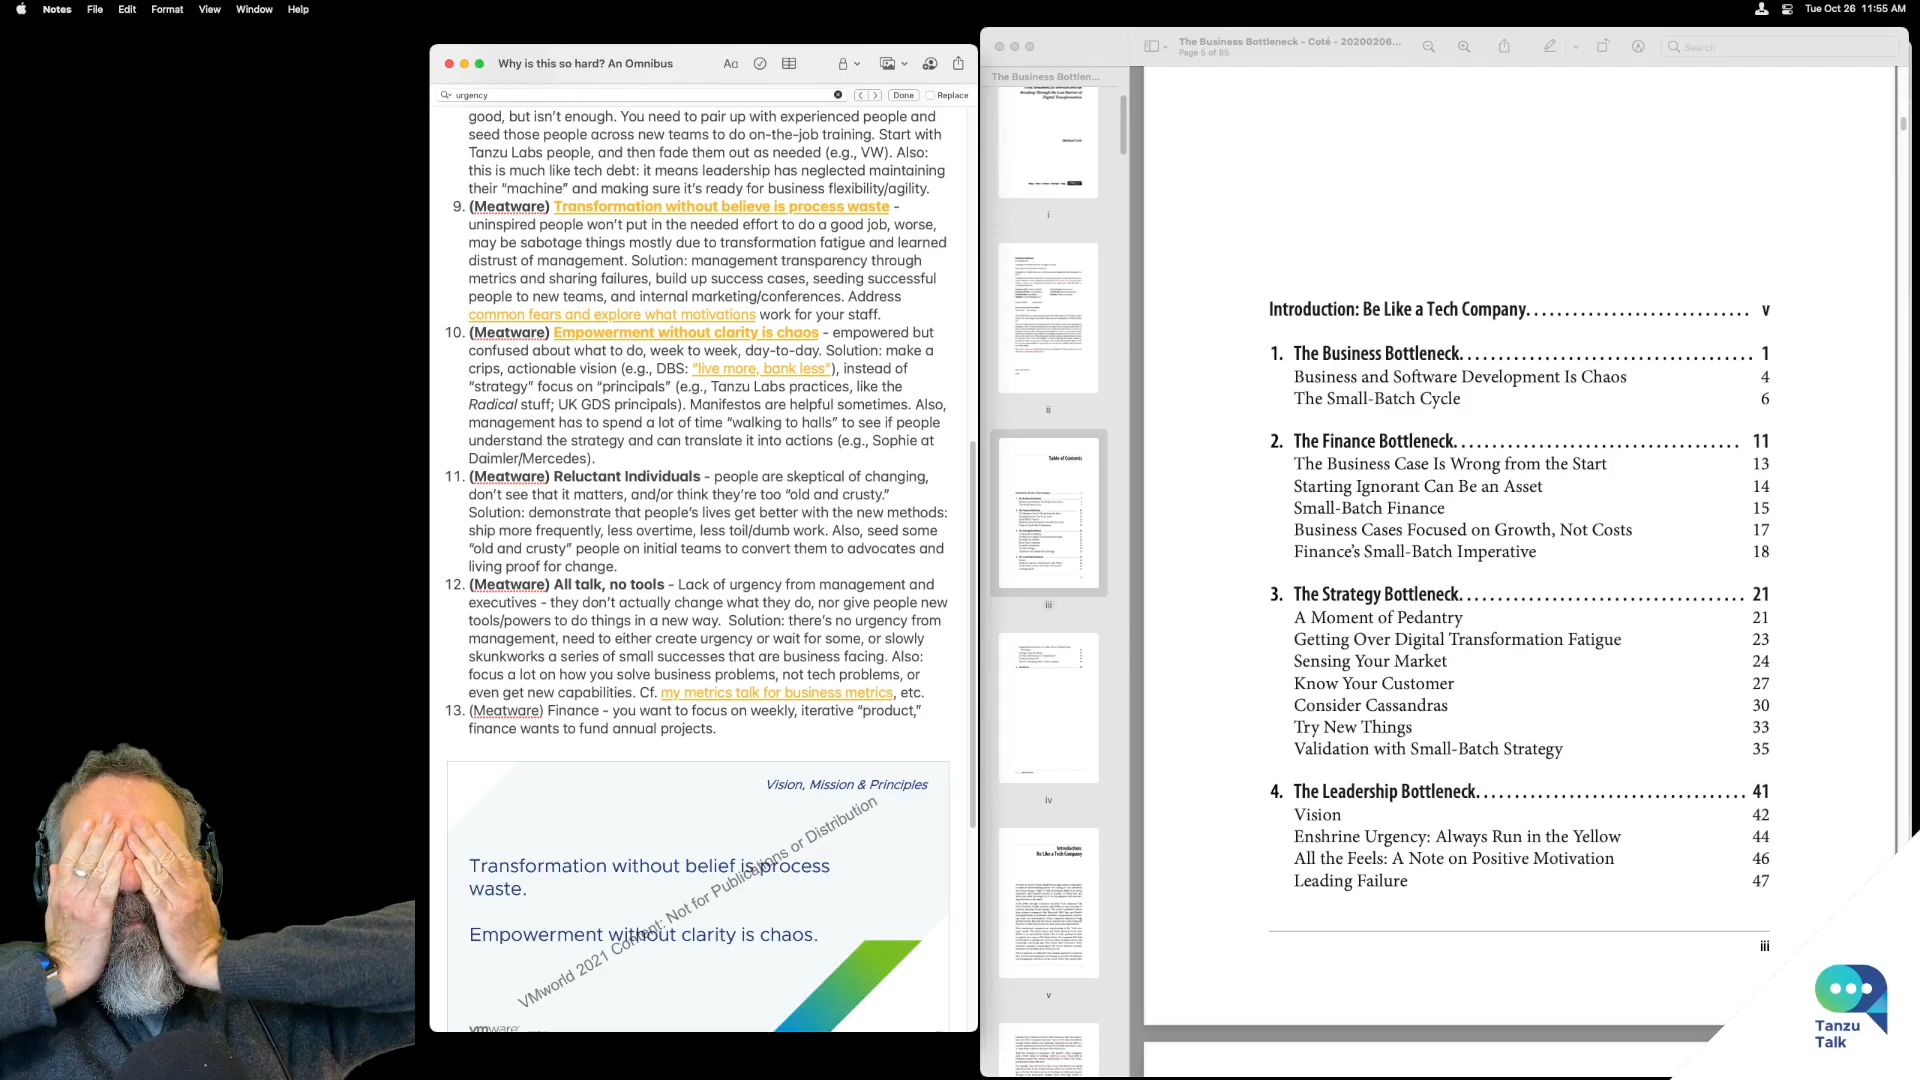 Notes File Edit Format View Window Help
Tue Oct 26 11:55 AM
Why is this so hard? An Omnibus
Aa
urgency
Done
Replace
good, but isn't enough. You need to pair up with experienced people and
seed those people across new teams to do on-the-job training. Start with
Tanzu Labs people, and then fade them out as needed (e.g., VW). Also:
this is much like tech debt: it means leadership has neglected maintaining
their "machine" and making sure it's ready for business flexibility/agility.
9. (Meatware) Transformation without believe is process waste -
uninspired people won't put in the needed effort to do a good job, worse,
may be sabotage things mostly due to transformation fatigue and learned
distrust of management. Solution: management transparency through
metrics and sharing failures, build up success cases, seeding successful
people to new teams, and internal marketing/conferences. Address
common fears and explore what motivations work for your staff.
10. (Meatware) Empowerment without clarity is chaos - empowered but
confused about what to do, week to week, day-to-day. Solution: make a
crips, actionable vision (e.g., DBS: "live more, bank less"), instead of
"strategy" focus on "principals" (e.g., Tanzu Labs practices, like the
Radical stuff; UK GDS principals). Manifestos are helpful sometimes. Also,
management has to spend a lot of time "walking to halls" to see if people
understand the strategy and can translate it into actions (e.g., Sophie at
Daimler/Mercedes).
11. (Meatware) Reluctant Individuals - people are skeptical of changing,
don't see that it matters, and/or think they're too "old and crusty."
Solution: demonstrate that people's lives get better with the new methods:
ship more frequently, less overtime, less toil/dumb work. Also, seed some
"old and crusty" people on initial teams to convert them to advocates and
living proof for change.
12. (Meatware) All talk, no tools - Lack of urgency from management and
executives - they don't actually change what they do, nor give people new
tools/powers to do things in a new way.  Solution: there's no urgency from
management, need to either create urgency or wait for some, or slowly
skunkworks a series of small successes that are business facing. Also:
focus a lot on how you solve business problems, not tech problems, or
even get new capabilities. Cf. my metrics talk for business metrics, etc.
13. (Meatware) Finance - you want to focus on weekly, iterative "product,"
finance wants to fund annual projects.
Vision, Mission & Principles
Transformation without belief is process
waste.
Empowerment without clarity is chaos.
VMworld 2021 Content: Not for Publications or Distribution
vmware
The Business Bottleneck - Coté - 20200206...
Page 5 of 85
Search
The Business Bottlen...
Breaking Through the Last Barrier of
Digital Transformation
Michael Coté
i
ii
Table of Contents
iii
iv
Introduction:
Be Like a Tech Company
v
Introduction: Be Like a Tech Company. . . . . . . . . . . . . . . . . . . . . . . . . . . . . v
1. The Business Bottleneck. . . . . . . . . . . . . . . . . . . . . . . . . . . . . . . . . . . . . 1
Business and Software Development Is Chaos 4
The Small-Batch Cycle 6
2. The Finance Bottleneck. . . . . . . . . . . . . . . . . . . . . . . . . . . . . . . . . . . . 11
The Business Case Is Wrong from the Start 13
Starting Ignorant Can Be an Asset 14
Small-Batch Finance 15
Business Cases Focused on Growth, Not Costs 17
Finance's Small-Batch Imperative 18
3. The Strategy Bottleneck. . . . . . . . . . . . . . . . . . . . . . . . . . . . . . . . . . . . 21
A Moment of Pedantry 21
Getting Over Digital Transformation Fatigue 23
Sensing Your Market 24
Know Your Customer 27
Consider Cassandras 30
Try New Things 33
Validation with Small-Batch Strategy 35
4. The Leadership Bottleneck. . . . . . . . . . . . . . . . . . . . . . . . . . . . . . . . . . 41
Vision 42
Enshrine Urgency: Always Run in the Yellow 44
All the Feels: A Note on Positive Motivation 46
Leading Failure 47
iii
Tanzu
Talk